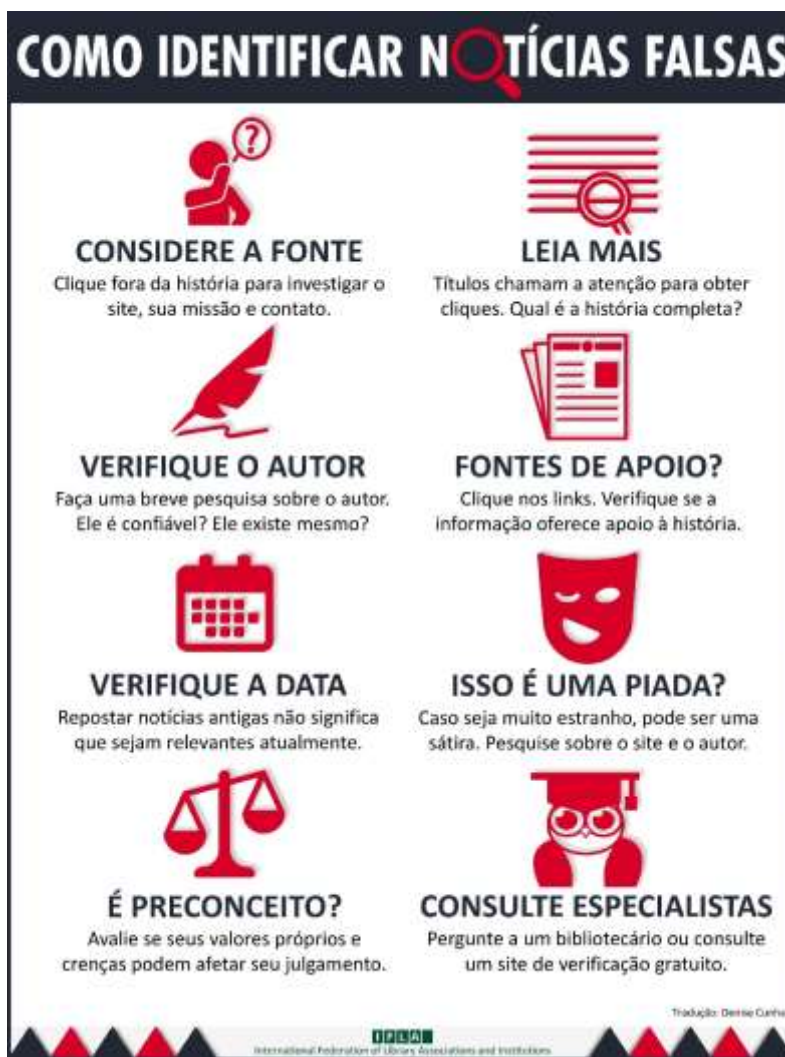 COMO IDENTIFICAR NOTÍCIAS FALSAS
?
CONSIDERE A FONTE
Clique fora da história para investigar o
site, sua missão e contato.
LEIA MAIS
Títulos chamam a atenção para obter
cliques. Qual é a história completa?
VERIFIQUE O AUTOR
Faça uma breve pesquisa sobre o autor.
Ele é confiável? Ele existe mesmo?
FONTES DE APOIO?
Clique nos links. Verifique se a
informação oferece apoio à história.
VERIFIQUE A DATA
Repostar notícias antigas não significa
que sejam relevantes atualmente.
ISSO É UMA PIADA?
Caso seja muito estranho, pode ser uma
sátira. Pesquise sobre o site e o autor.
É PRECONCEITO?
Avalie se seus valores próprios e
crenças podem afetar seu julgamento.
CONSULTE ESPECIALISTAS
Pergunte a um bibliotecário ou consulte
um site de verificação gratuito.
Tradução: Denise Cunha
IFLA
International Federation of Library Associations and Institutions